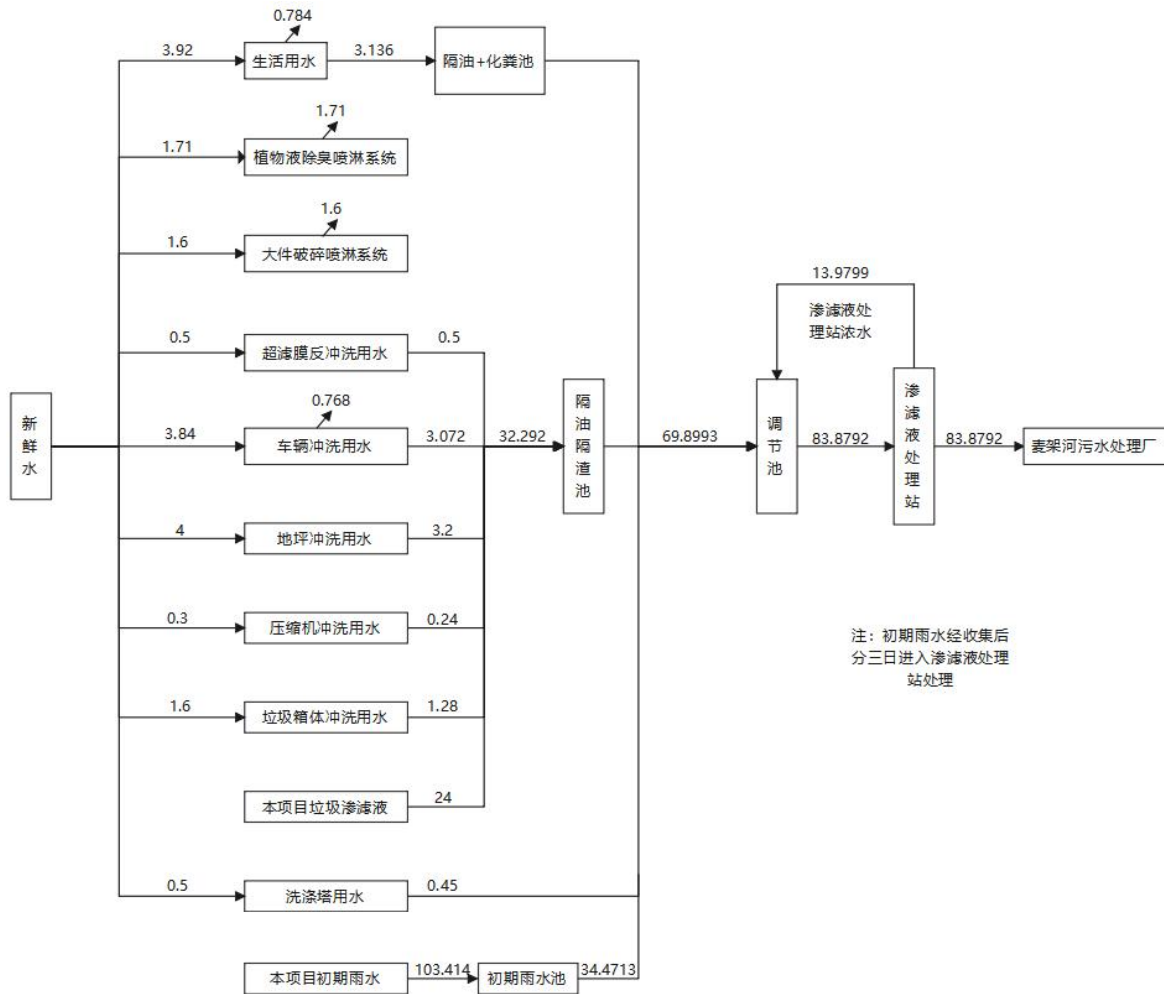 0.784
3.92
生活用水
3.136
隔油+化粪池
1.71
1.71
植物液除臭喷淋系统
1.6
1.6
大件破碎喷淋系统
13.9799
渗滤液处
理站浓水
0.5
超滤膜反冲洗用水
0.5
新
鲜
水
0.768
3.84
车辆冲洗用水
3.072
32.292
隔
油
隔
渣
池
69.8993
调
节
池
83.8792
渗
滤
液
处
理
站
83.8792
麦架河污水处理厂
4
地坪冲洗用水
3.2
0.3
压缩机冲洗用水
0.24
注：初期雨水经收集后
分三日进入渗滤液处理
站处理
1.6
垃圾箱体冲洗用水
1.28
本项目垃圾渗滤液
24
0.5
洗涤塔用水
0.45
本项目初期雨水
103.414
初期雨水池
34.4713